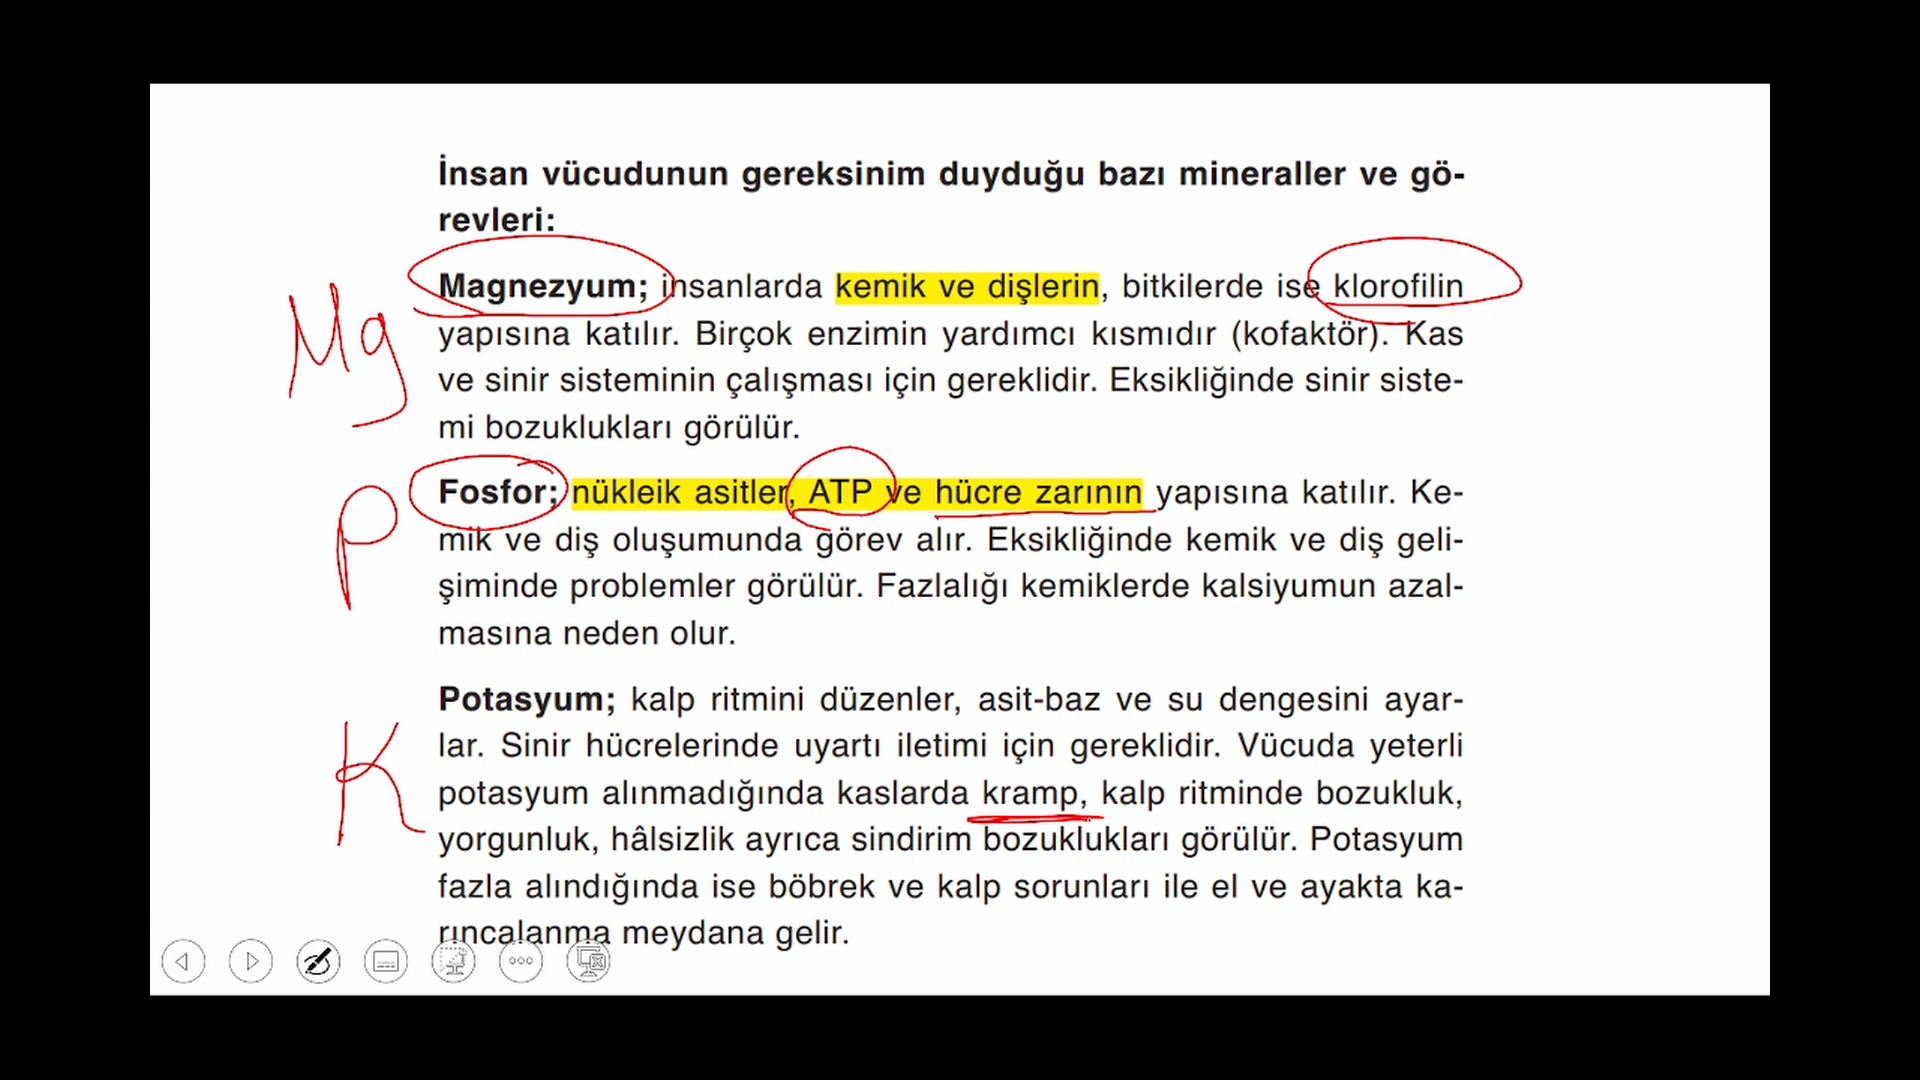 İnsan vücudunun gereksinim duyduğu bazı mineraller ve gö-
revleri:
Mg
Magnezyum; insanlarda kemik ve dişlerin, bitkilerde ise klorofilin
yapısına katılır. Birçok enzimin yardımcı kısmıdır (kofaktör). Kas
ve sinir sisteminin çalışması için gereklidir. Eksikliğinde sinir siste-
mi bozuklukları görülür.
P
Fosfor; nükleik asitler, ATP ve hücre zarının yapısına katılır. Ke-
mik ve diş oluşumunda görev alır. Eksikliğinde kemik ve diş geli-
şiminde problemler görülür. Fazlalığı kemiklerde kalsiyumun azal-
masına neden olur.
K
Potasyum; kalp ritmini düzenler, asit-baz ve su dengesini ayar-
lar. Sinir hücrelerinde uyartı iletimi için gereklidir. Vücuda yeterli
potasyum alınmadığında kaslarda kramp, kalp ritminde bozukluk,
yorgunluk, hâlsizlik ayrıca sindirim bozuklukları görülür. Potasyum
fazla alındığında ise böbrek ve kalp sorunları ile el ve ayakta ka-
rıncalanma meydana gelir.